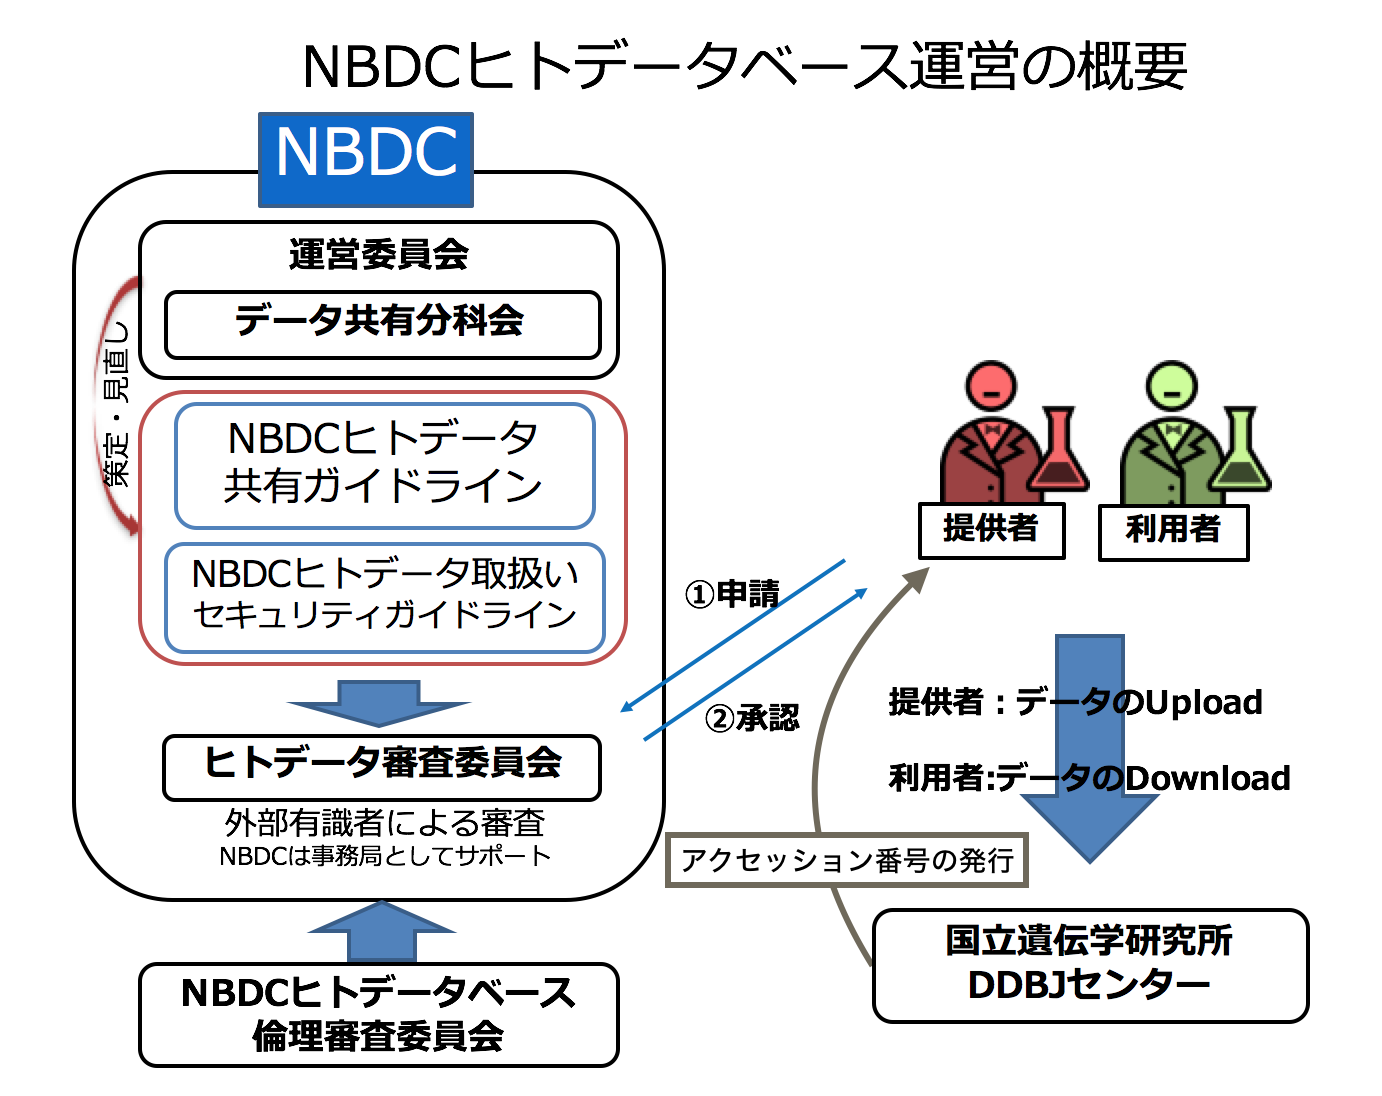 NBDCヒトデータベース運営の概要
NBDC
運営委員会
データ共有分科会
策定・見直し
NBDCヒトデータ
共有ガイドライン
NBDCヒトデータ取扱い
セキュリティガイドライン
ヒトデータ審査委員会
外部有識者による審査
NBDCは事務局としてサポート
NBDCヒトデータベース
倫理審査委員会
①申請
②承認
提供者
利用者
提供者：データのUpload
利用者:データのDownload
アクセッション番号の発行
国立遺伝学研究所
DDBJセンター